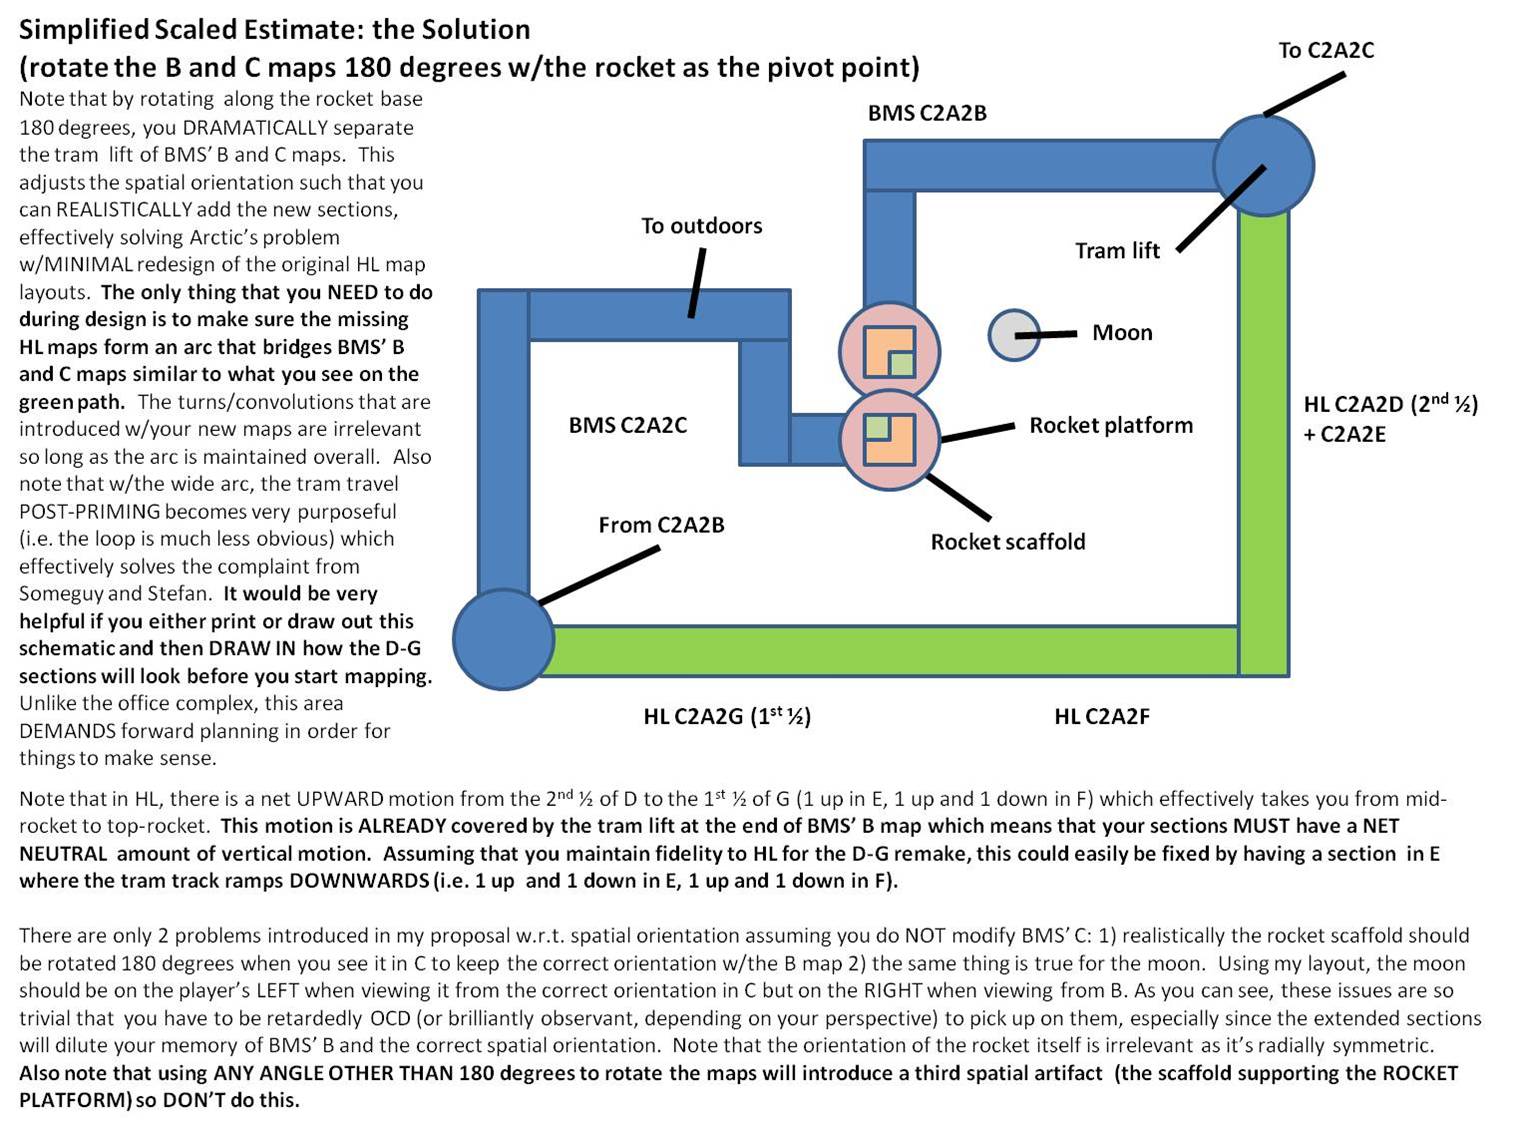 Simplified Scaled Estimate: the Solution
(rotate the B and C maps 180 degrees w/the rocket as the pivot point)
Note that by rotating along the rocket base
180 degrees, you DRAMATICALLY separate
the tram lift of BMS' B and C maps. This
adjusts the spatial orientation such that you
can REALISTICALLY add the new sections,
effectively solving Arctic's problem
w/MINIMAL redesign of the original HL map
layouts. The only thing that you NEED to do
during design is to make sure the missing
HL maps form an arc that bridges BMS' B
and C maps similar to what you see on the
green path. The turns/convolutions that are
introduced w/your new maps are irrelevant
so long as the arc is maintained overall. Also
note that w/the wide arc, the tram travel
POST-PRIMING becomes very purposeful
(i.e. the loop is much less obvious) which
effectively solves the complaint from
Someguy and Stefan. It would be very
helpful if you either print or draw out this
schematic and then DRAW IN how the D-G
sections will look before you start mapping.
Unlike the office complex, this area
DEMANDS forward planning in order for
things to make sense.
To C2A2C
BMS C2A2B
To outdoors
Tram lift
Moon
HL C2A2D (2nd ½)
+ C2A2E
BMS C2A2C
Rocket platform
From C2A2B
Rocket scaffold
HL C2A2G (1st ½)
HL C2A2F
Note that in HL, there is a net UPWARD motion from the 2nd ½ of D to the 1st ½ of G (1 up in E, 1 up and 1 down in F) which effectively takes you from mid-
rocket to top-rocket. This motion is ALREADY covered by the tram lift at the end of BMS' B map which means that your sections MUST have a NET
NEUTRAL amount of vertical motion. Assuming that you maintain fidelity to HL for the D-G remake, this could easily be fixed by having a section in E
where the tram track ramps DOWNWARDS (i.e. 1 up and 1 down in E, 1 up and 1 down in F).
There are only 2 problems introduced in my proposal w.r.t. spatial orientation assuming you do NOT modify BMS' C: 1) realistically the rocket scaffold should
be rotated 180 degrees when you see it in C to keep the correct orientation w/the B map 2) the same thing is true for the moon. Using my layout, the moon
should be on the player's LEFT when viewing it from the correct orientation in C but on the RIGHT when viewing from B. As you can see, these issues are so
trivial that you have to be retardedly OCD (or brilliantly observant, depending on your perspective) to pick up on them, especially since the extended sections
will dilute your memory of BMS' B and the correct spatial orientation. Note that the orientation of the rocket itself is irrelevant as it's radially symmetric.
Also note that using ANY ANGLE OTHER THAN 180 degrees to rotate the maps will introduce a third spatial artifact (the scaffold supporting the ROCKET
PLATFORM) so DON'T do this.